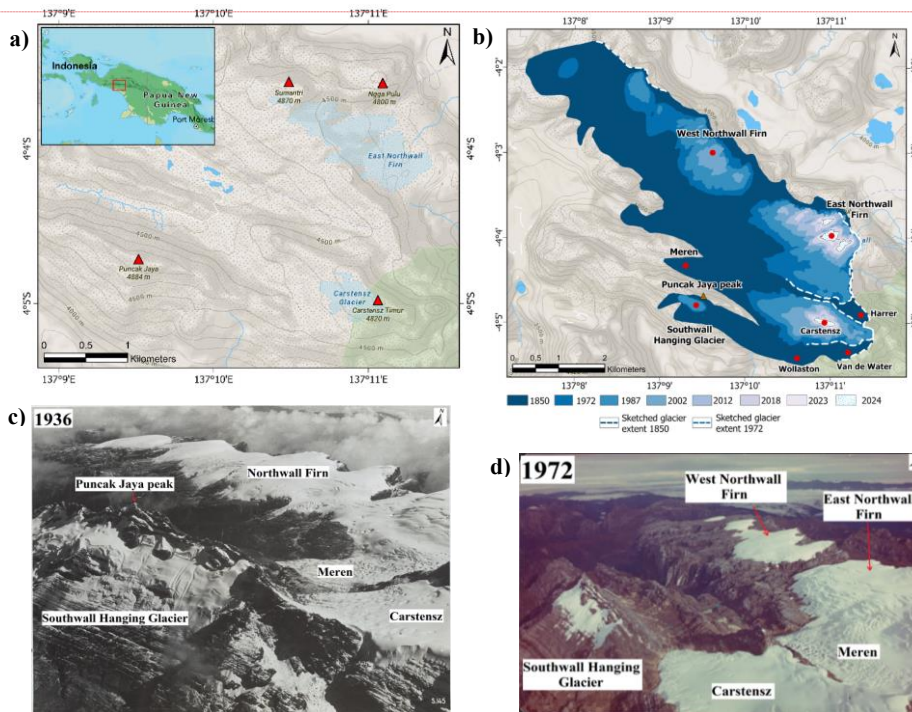 a)
137°9'E
137°10'E
137°11'E
N
Indonesia
Papua New
Guinea
Port Moresb
Sumantri
4870 m
Ngga Pulu
4800 m
4500 m
East Northwall
Firn
4°4'S
4500 m
Puncak Jaya
4884 m
Carstensz
Glacier
Carstensz Timur
4820 m
4°5'S
4500 m
0 0.5 1
Kilometers
137°9'E
137°10'E
137°11'E
b)
137°8'E
137°9'E
137°10'E
137°11'E
N
4°2'S
4°3'S
4°4'S
4°5'S
West Northwall Firn
East Northwall
Firn
Meren
Puncak Jaya peak
Southwall
Hanging Glacier
Harrer
Carstensz
Wollaston
Van de Water
0 0.5 1 2
Kilometers
137°8'E
137°9'E
137°10'E
137°11'E
1850
1972
1987
2002
2012
2018
2023
2024
Sketched glacier
extent 1850
Sketched glacier
extent 1972
c)
1936
N
Northwall Firn
Puncak Jaya peak
Meren
Southwall Hanging Glacier
Carstensz
d)
1972
West Northwall
Firn
East Northwall
Firn
Meren
Southwall Hanging
Glacier
Carstensz